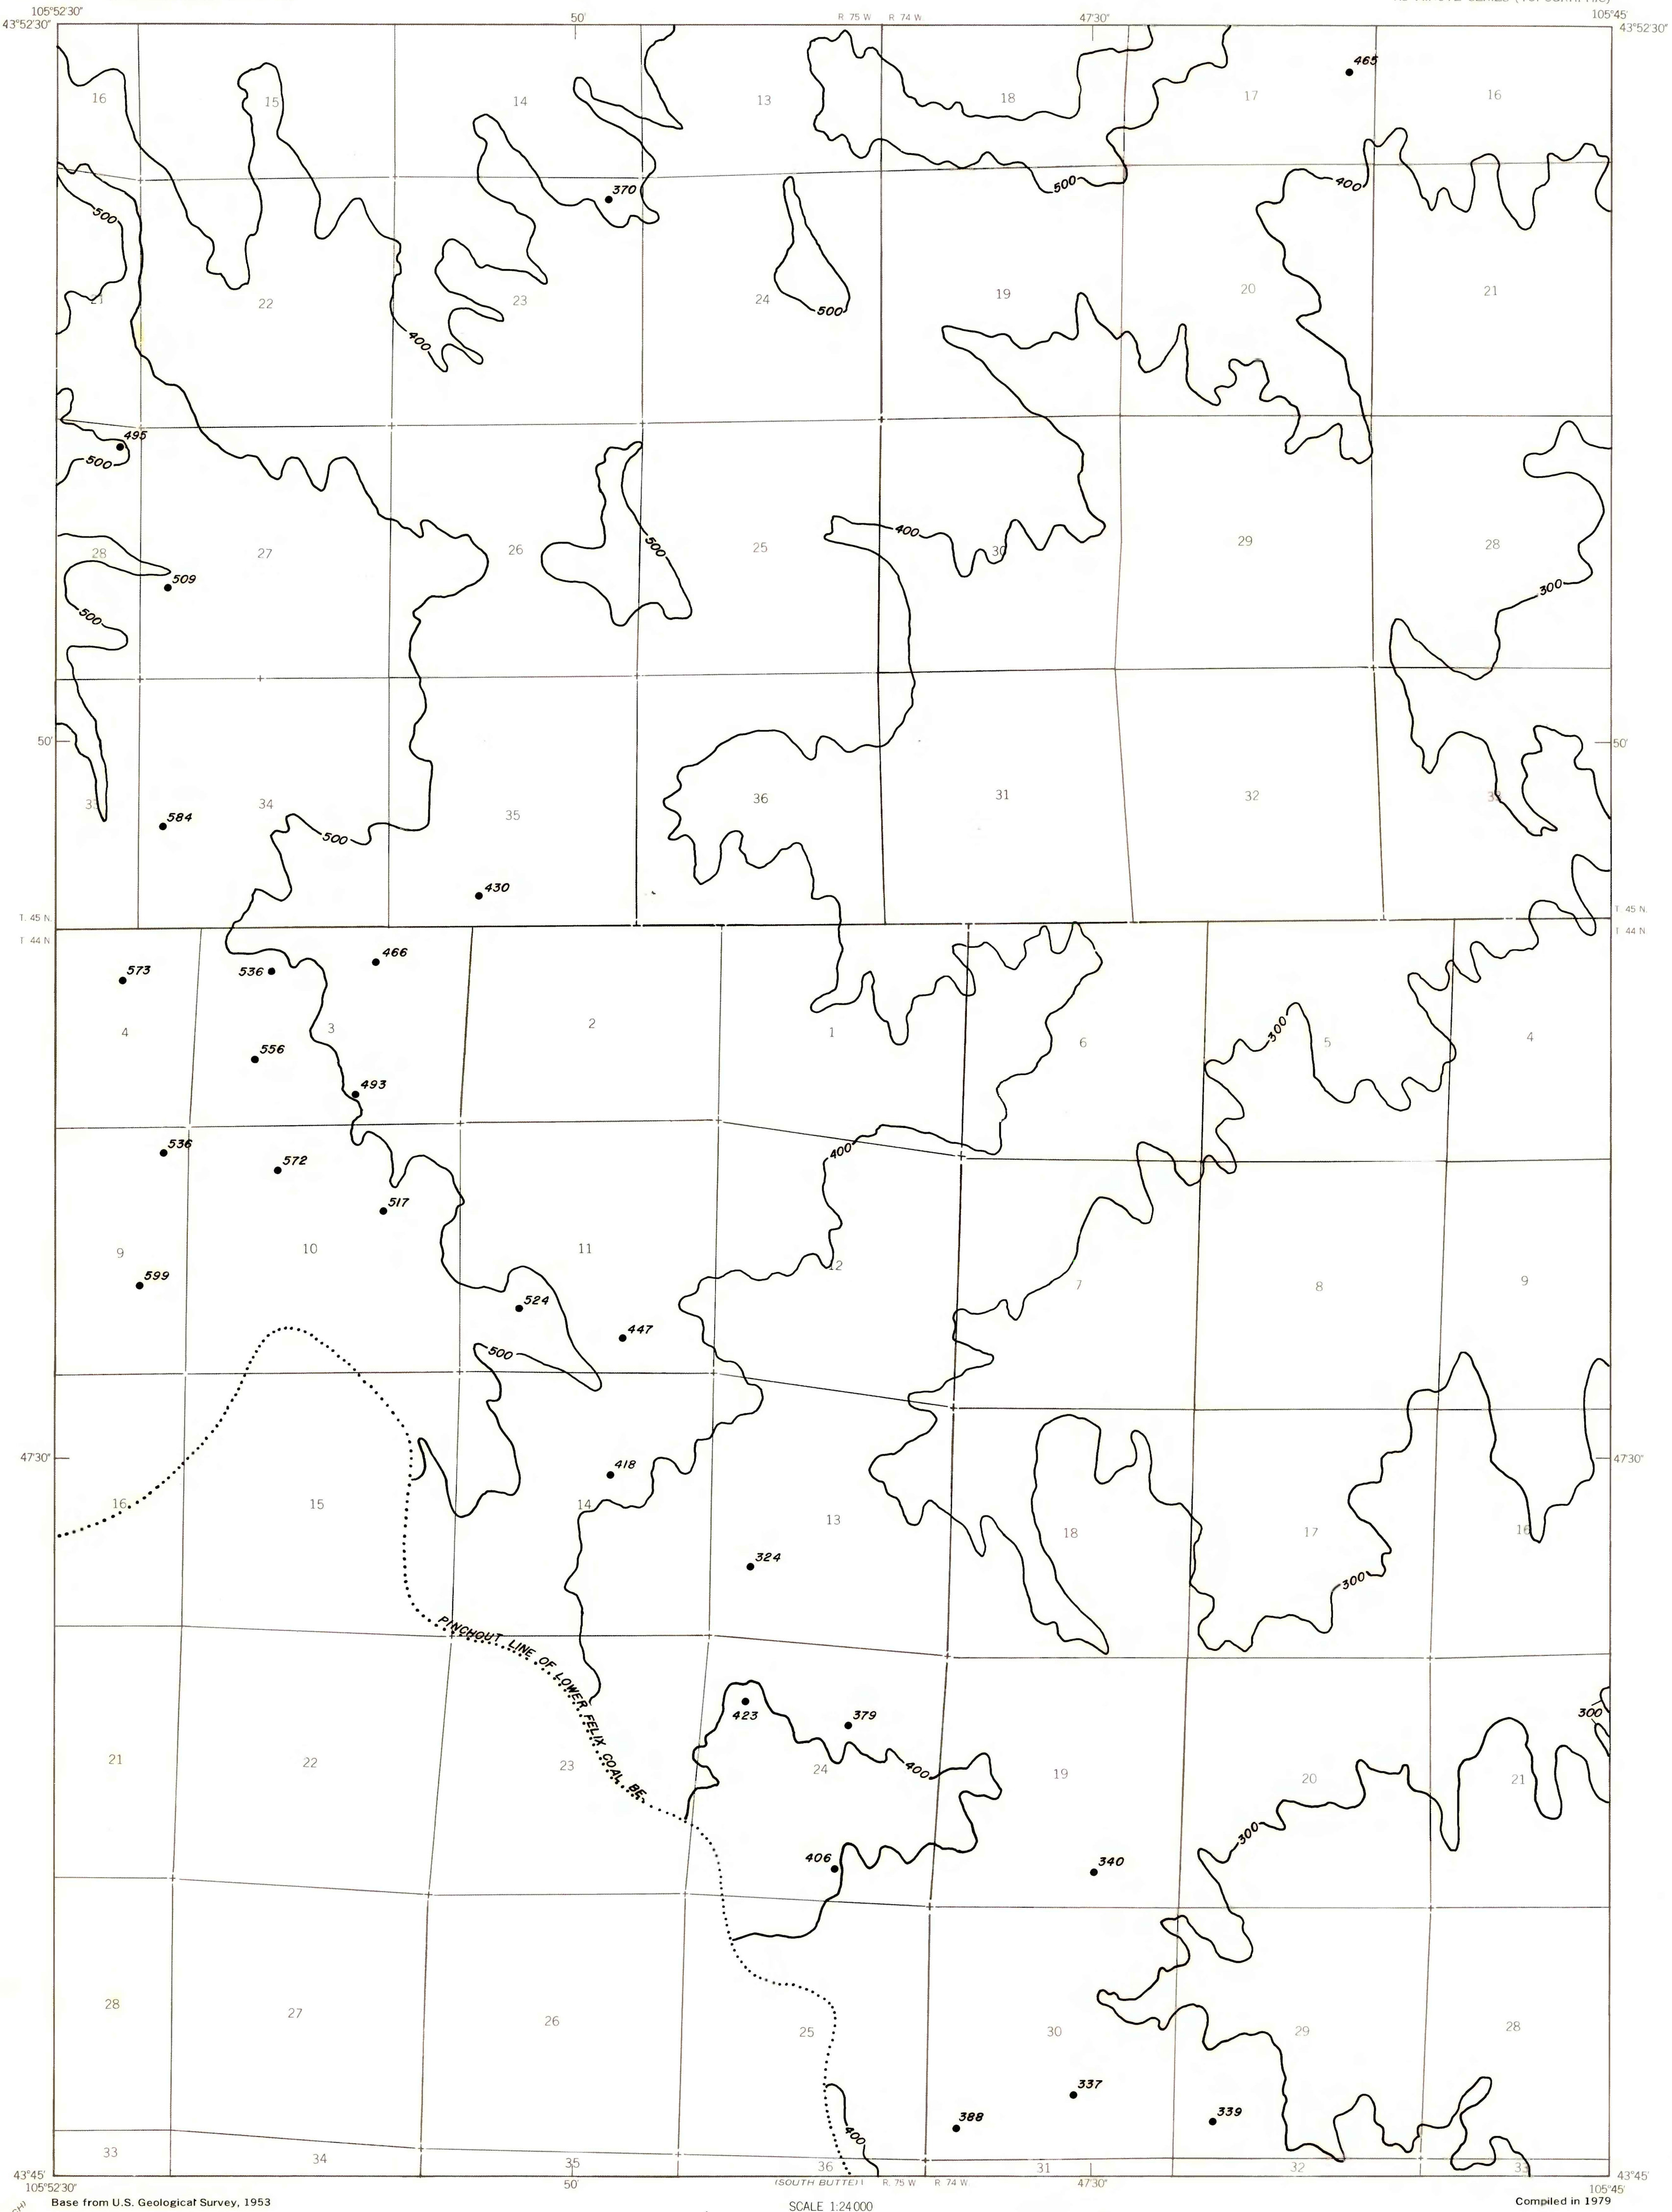 105°52'30" 50' R 75 W R 74 W 47'30" 105°45'
43°52'30" 43°52'30"
465
16 15 14 13 18 17 16
370 500 400
500
21 22 23 24 19 20 21
500
400
495
500
400
500
28 27 26 25 30 29 28
509
300
500
50' 50'
33 34 35 36 31 32 33
584
500
430
T. 45 N. T 45 N.
T 44 N T 44 N
466
573 536
4 3 2 1 6 5 4
300
556
493
536 400
572
517
9 10 11 12 7 8 9
599
524
447
500
47'30" 47'30"
418
16 15 14 13 18 17 16
324
300
PINCHOUT LINE OF LOWER FELIX COAL BE
423 379 300
21 22 23 24 19 20 21
400
300
406 340
28 27 26 25 30 29 28
337
388 339
400
33 34 35 36 31 32 33
43°45' 43°45'
105°52'30" 50' (SOUTH BUTTE) R. 75 W R 74 W 47'30" 105°45'
Base from U.S. Geological Survey, 1953 SCALE 1:24 000 Compiled in 1979